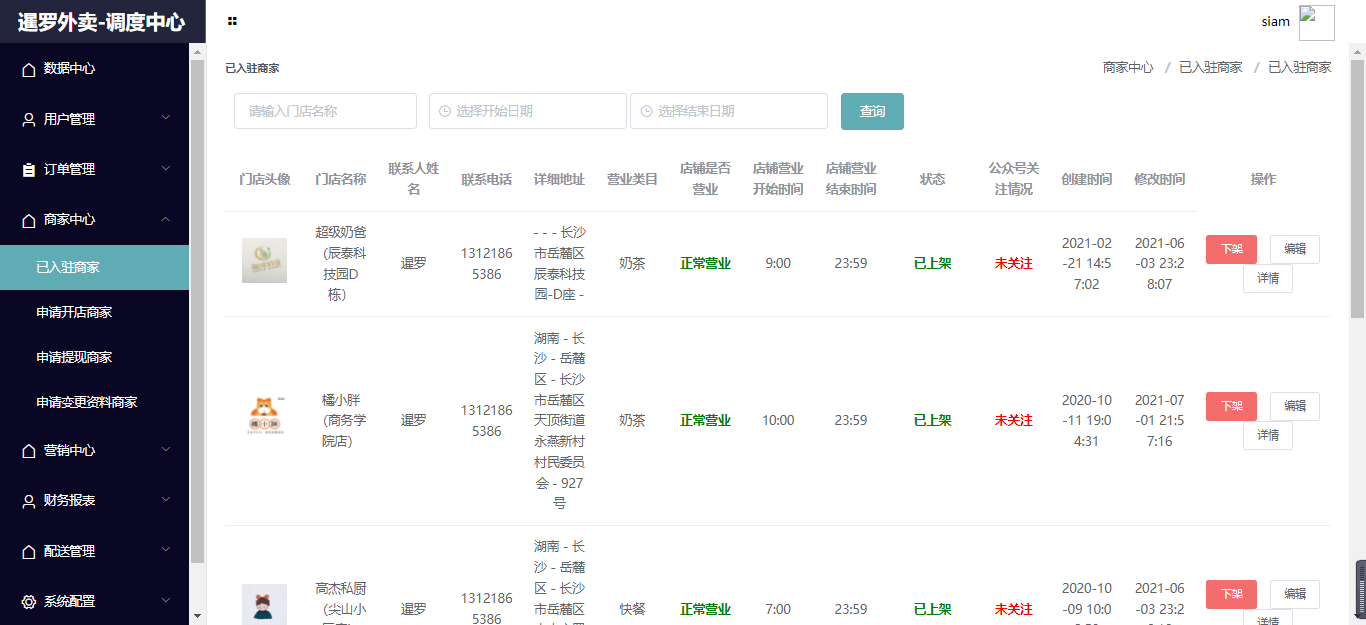 暹罗外卖-调度中心
siam
数据中心
用户管理
订单管理
商家中心
已入驻商家
申请开店商家
申请提现商家
申请变更资料商家
营销中心
财务报表
配送管理
系统配置
已入驻商家
商家中心 / 已入驻商家 / 已入驻商家
请输入门店名称
选择开始日期
选择结束日期
查询
门店头像
门店名称
联系人姓
名
联系电话
详细地址
营业类目
店铺是否
营业
店铺营业
开始时间
店铺营业
结束时间
状态
公众号关
注情况
创建时间
修改时间
操作
超级奶爸
（辰泰科
技园D
栋）
暹罗
1312186
5386
- - - 长沙
市岳麓区
辰泰科技
园-D座 -
奶茶
正常营业
9:00
23:59
已上架
未关注
2021-02
-21 14:5
7:02
2021-06
-03 23:2
8:07
下架
编辑
详情
橘小胖
（商务学
院店）
暹罗
1312186
5386
湖南 - 长
沙 - 岳麓
区 - 长沙
市岳麓区
天顶街道
永燕新村
村民委员
会 - 927
号
奶茶
正常营业
10:00
23:59
已上架
未关注
2020-10
-11 19:0
4:31
2021-07
-01 21:5
7:16
下架
编辑
详情
高杰私厨
（尖山小
暹罗
1312186
5386
湖南 - 长
沙 - 岳麓
区 - 长沙
市岳麓区
快餐
正常营业
7:00
23:59
已上架
未关注
2020-10
-09 10:0
2021-06
-03 23:2
下架
编辑
详情